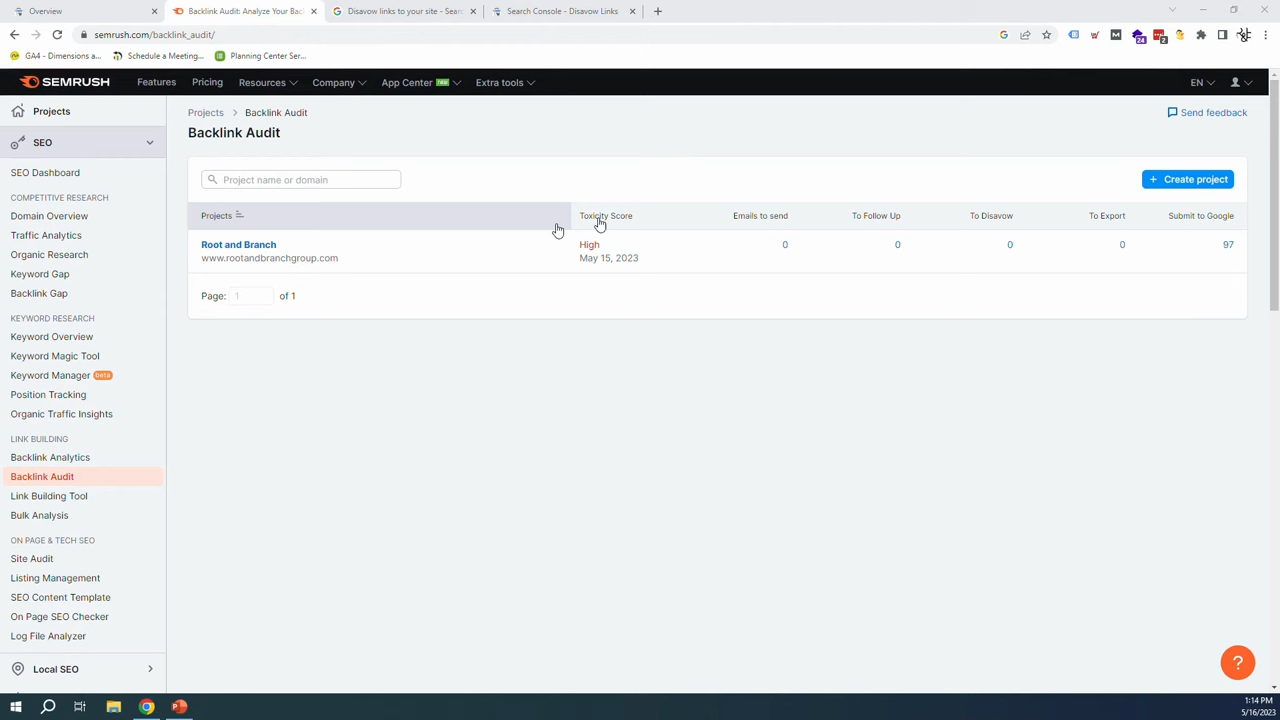 Overview
Backlink Audit: Analyze Your Bac
Disavow links to your site - Sear
Search Console - Disavow Links
semrush.com/backlink_audit/
24
2
GA4 - Dimensions a...
Schedule a Meeting...
Planning Center Ser...
SEMRUSH
Features
Pricing
Resources
Company
App Center new
Extra tools
EN
Projects
SEO
SEO Dashboard
COMPETITIVE RESEARCH
Domain Overview
Traffic Analytics
Organic Research
Keyword Gap
Backlink Gap
KEYWORD RESEARCH
Keyword Overview
Keyword Magic Tool
Keyword Manager beta
Position Tracking
Organic Traffic Insights
LINK BUILDING
Backlink Analytics
Backlink Audit
Link Building Tool
Bulk Analysis
ON PAGE & TECH SEO
Site Audit
Listing Management
SEO Content Template
On Page SEO Checker
Log File Analyzer
Local SEO
Projects > Backlink Audit
Send feedback
Backlink Audit
Project name or domain
+ Create project
Projects
Toxicity Score
Emails to send
To Follow Up
To Disavow
To Export
Submit to Google
Root and Branch
www.rootandbranchgroup.com
High
May 15, 2023
0
0
0
0
97
Page: 1 of 1
?
1:14 PM
5/16/2023